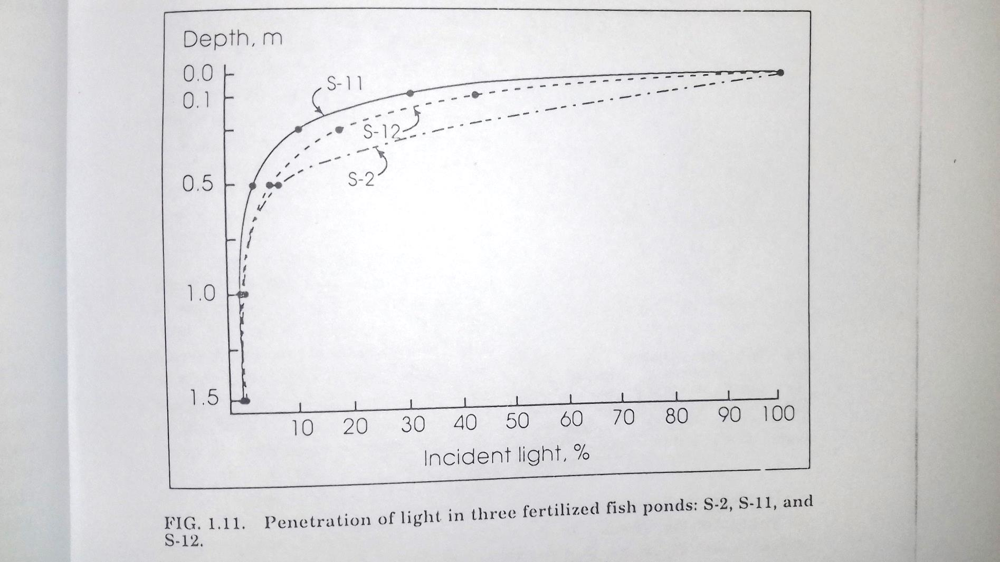 Depth, m
0.0
0.1
0.5
1.0
1.5
S-11
S-12
S-2
10 20 30 40 50 60 70 80 90 100
Incident light, %
FIG. 1.11. Penetration of light in three fertilized fish ponds: S-2, S-11, and
S-12.